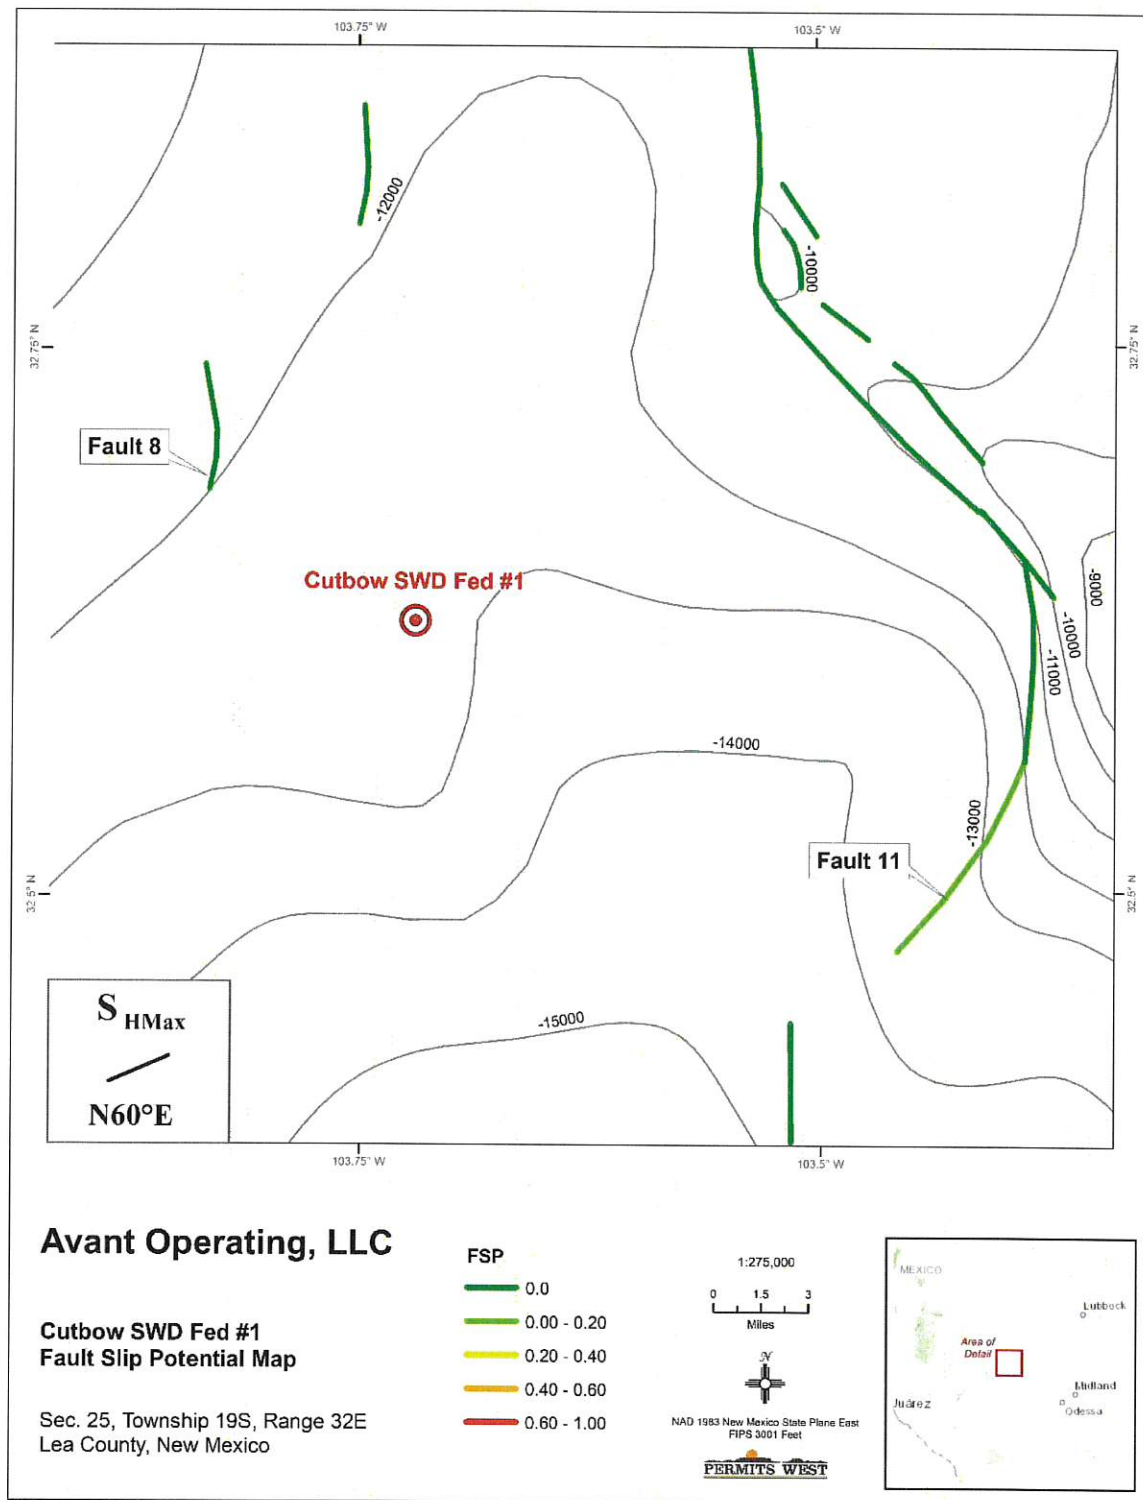 103.75° W
103.5° W
-12000
-10000
32.75° N
32.75° N
Fault 8
Cutbow SWD Fed #1
-9000
-10000
-11000
-14000
-13000
Fault 11
32.5° N
32.5° N
S HMax
N60°E
-15000
103.75° W
103.5° W
Avant Operating, LLC
Cutbow SWD Fed #1
Fault Slip Potential Map
Sec. 25, Township 19S, Range 32E
Lea County, New Mexico
FSP
0.0
0.00 - 0.20
0.20 - 0.40
0.40 - 0.60
0.60 - 1.00
1:275,000
0 1.5 3
Miles
N
NAD 1983 New Mexico State Plane East
FIPS 3001 Feet
PERMITS WEST
MEXICO
Lubbock
Area of
Detail
Midland
Odessa
Juárez